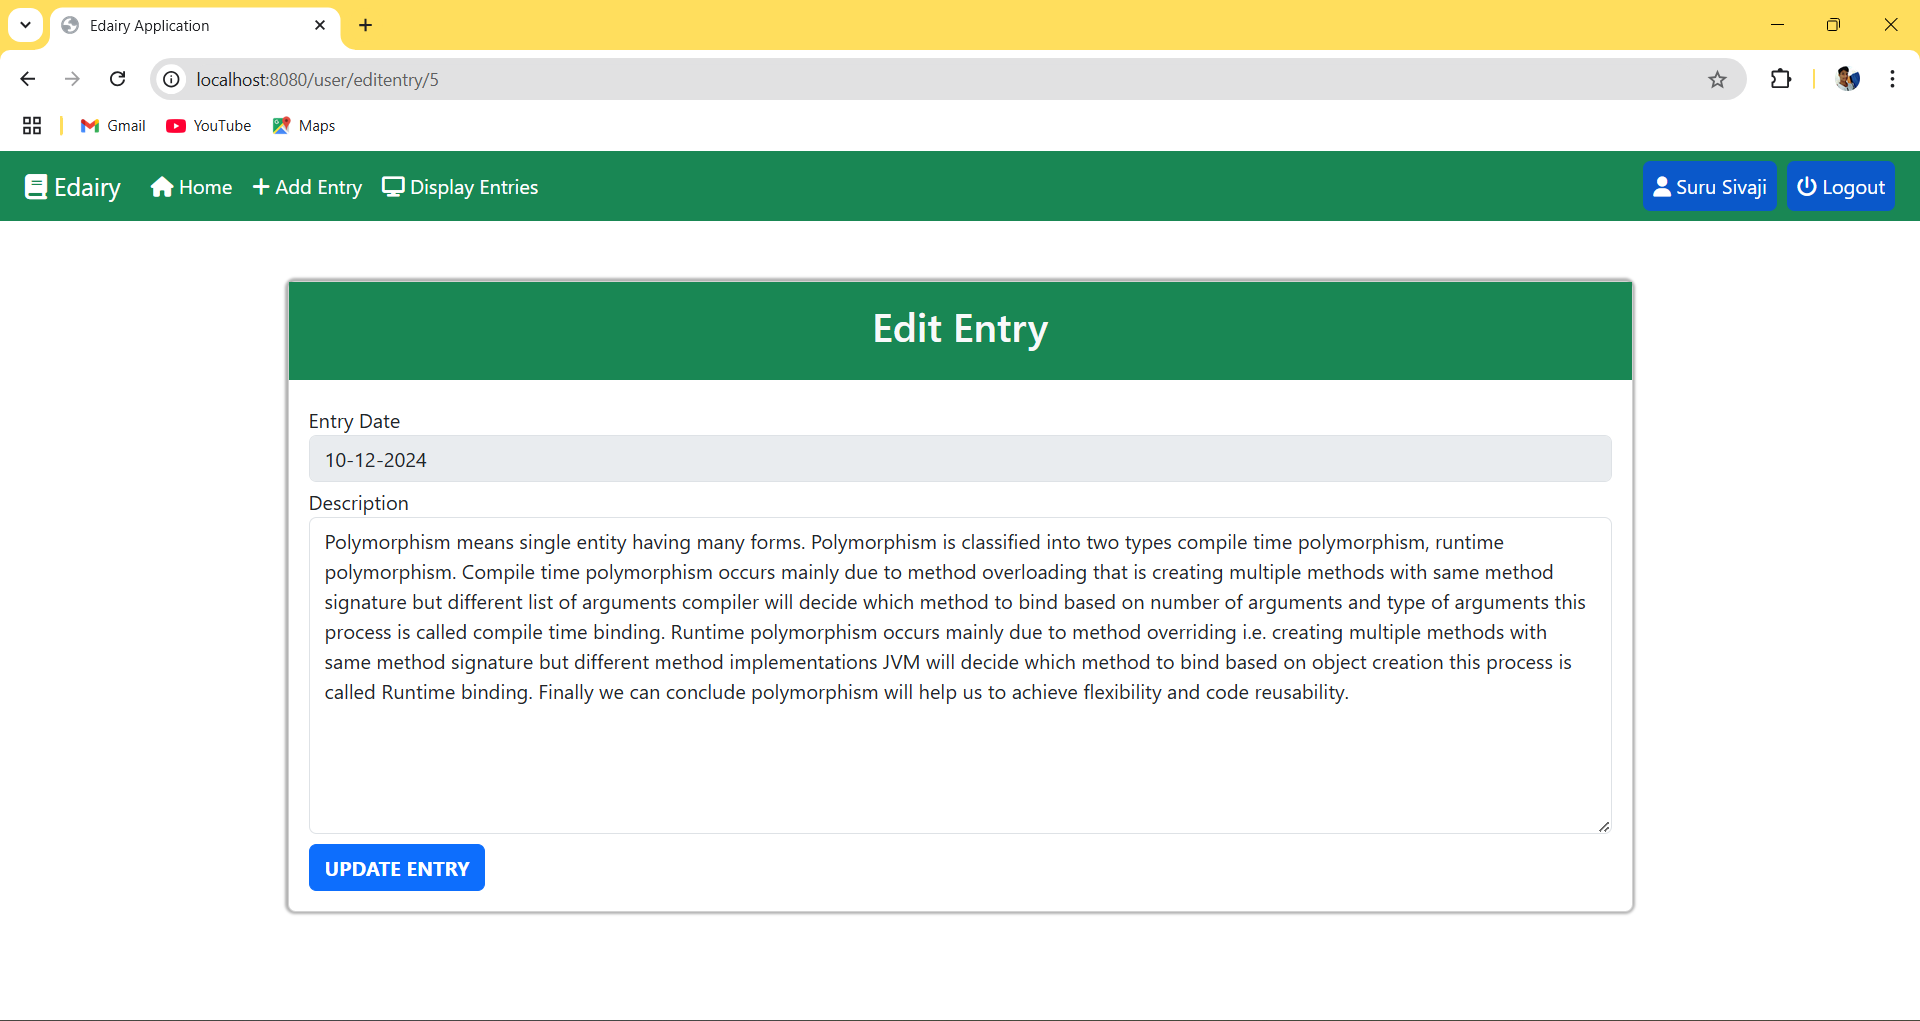 Edairy Application
localhost:8080/user/editentry/5
Gmail YouTube Maps
Edairy Home Add Entry Display Entries Suru Sivaji Logout
Edit Entry
Entry Date
10-12-2024
Description
Polymorphism means single entity having many forms. Polymorphism is classified into two types compile time polymorphism, runtime
polymorphism. Compile time polymorphism occurs mainly due to method overloading that is creating multiple methods with same method
signature but different list of arguments compiler will decide which method to bind based on number of arguments and type of arguments this
process is called compile time binding. Runtime polymorphism occurs mainly due to method overriding i.e. creating multiple methods with
same method signature but different method implementations JVM will decide which method to bind based on object creation this process is
called Runtime binding. Finally we can conclude polymorphism will help us to achieve flexibility and code reusability.
UPDATE ENTRY